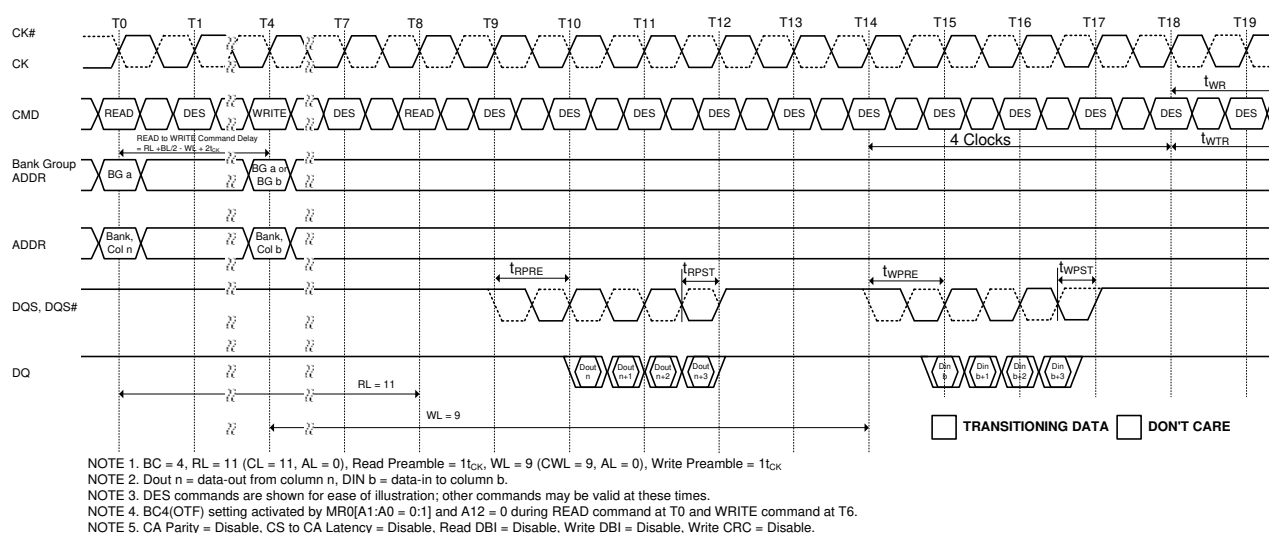 T0 T1 T4 T7 T8 T9 T10 T11 T12 T13 T14 T15 T16 T17 T18 T19
CK#
CK
tWR
CMD READ DES WRITE DES READ DES DES DES DES DES DES DES DES DES DES DES
READ to WRITE Command Delay
= RL +BL/2 - WL + 2tCK
4 Clocks
tWTR
Bank Group
ADDR
BG a
BG a or
BG b
ADDR
Bank,
Col n
Bank,
Col b
tRPRE tRPST tWPRE tWPST
DQS, DQS#
DQ
Dout
n
Dout
n+1
Dout
n+2
Dout
n+3
Din
b
Din
b+1
Din
b+2
Din
b+3
RL = 11
WL = 9
TRANSITIONING DATA DON'T CARE
NOTE 1. BC = 4, RL = 11 (CL = 11, AL = 0), Read Preamble = 1tCK, WL = 9 (CWL = 9, AL = 0), Write Preamble = 1tCK
NOTE 2. Dout n = data-out from column n, DIN b = data-in to column b.
NOTE 3. DES commands are shown for ease of illustration; other commands may be valid at these times.
NOTE 4. BC4(OTF) setting activated by MR0[A1:A0 = 0:1] and A12 = 0 during READ command at T0 and WRITE command at T6.
NOTE 5. CA Parity = Disable, CS to CA Latency = Disable, Read DBI = Disable, Write DBI = Disable, Write CRC = Disable.